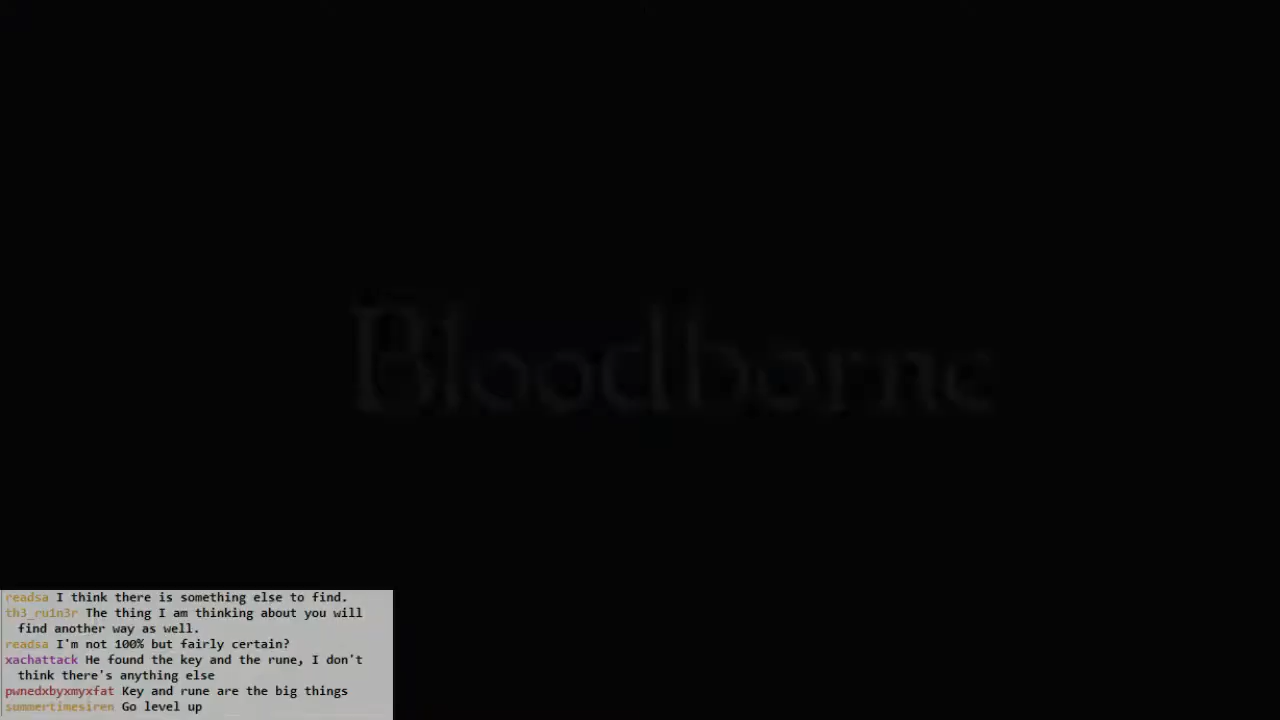 Bloodborne
readsa I think there is something else to find.
th3_ru1n3r The thing I am thinking about you will
find another way as well.
readsa I'm not 100% but fairly certain?
xachattack He found the key and the rune, I don't
think there's anything else
pwnedxbyxmyxfat Key and rune are the big things
summertimesiren Go level up